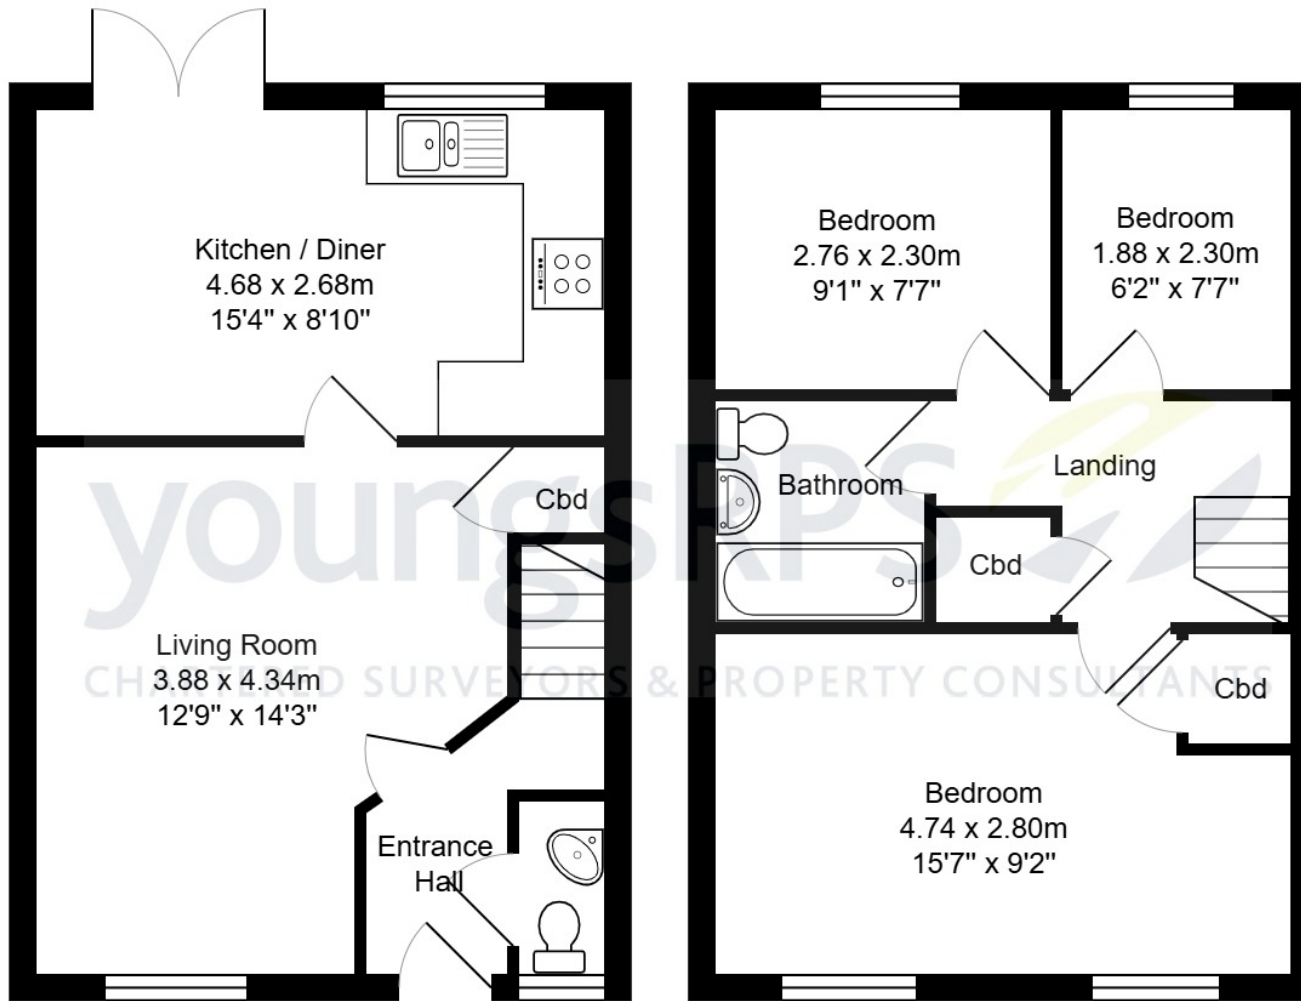 Kitchen / Diner
4.68 x 2.68m
15'4" x 8'10"
Cbd
Living Room
3.88 x 4.34m
12'9" x 14'3"
Entrance
Hall
Bedroom
2.76 x 2.30m
9'1" x 7'7"
Bedroom
1.88 x 2.30m
6'2" x 7'7"
Bathroom
Landing
Cbd
Cbd
Bedroom
4.74 x 2.80m
15'7" x 9'2"
youngsRPS
CHARTERED SURVEYORS & PROPERTY CONSULTANTS